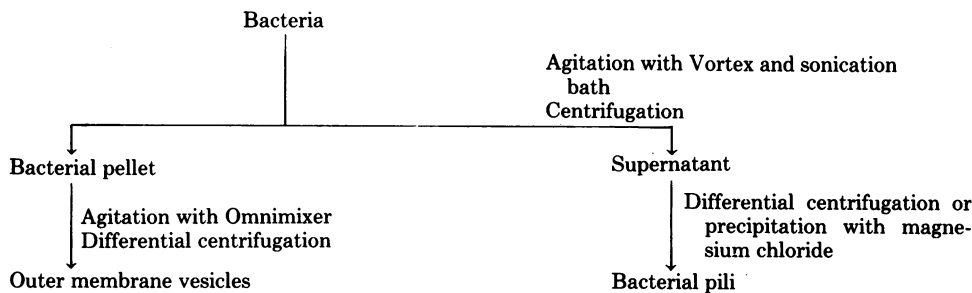 Bacteria
Agitation with Vortex and sonication
bath
Centrifugation
Bacterial pellet
Supernatant
Agitation with Omnimixer
Differential centrifugation
Differential centrifugation or
precipitation with magne-
sium chloride
Outer membrane vesicles
Bacterial pili